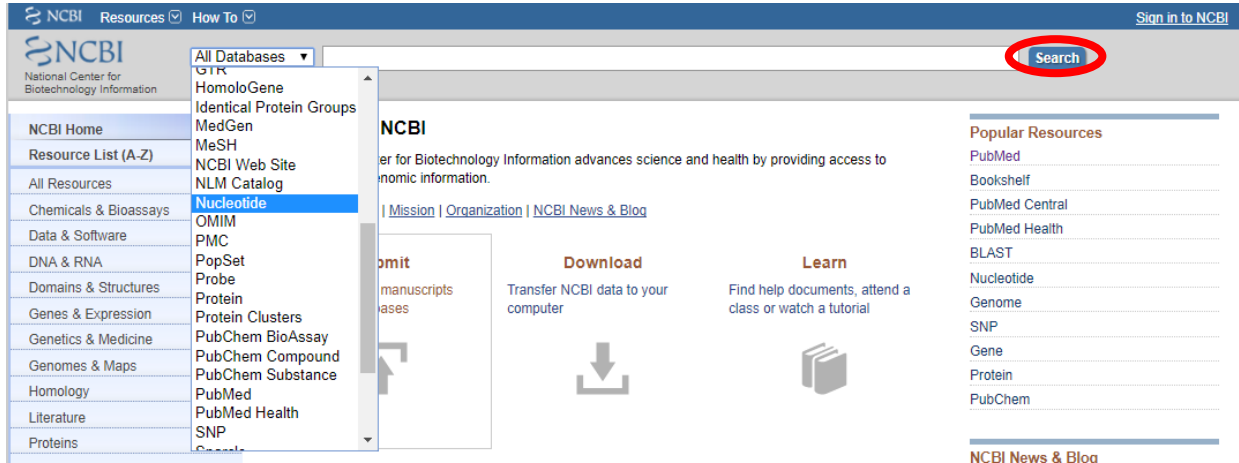 NCBI Resources How To Sign in to NCBI
NCBI
National Center for
Biotechnology Information
All Databases
Search
GTR
HomoloGene
Identical Protein Groups
MedGen
MeSH
NCBI Web Site
NLM Catalog
Nucleotide
OMIM
PMC
PopSet
Probe
Protein
Protein Clusters
PubChem BioAssay
PubChem Compound
PubChem Substance
PubMed
PubMed Health
SNP
NCBI Home
Resource List (A-Z)
All Resources
Chemicals & Bioassays
Data & Software
DNA & RNA
Domains & Structures
Genes & Expression
Genetics & Medicine
Genomes & Maps
Homology
Literature
Proteins
NCBI
for Biotechnology Information advances science and health by providing access to
information.
| Mission | Organization | NCBI News & Blog
manuscripts
Download
Transfer NCBI data to your
computer
Learn
Find help documents, attend a
class or watch a tutorial
Popular Resources
PubMed
Bookshelf
PubMed Central
PubMed Health
BLAST
Nucleotide
Genome
SNP
Gene
Protein
PubChem
NCBI News & Blog